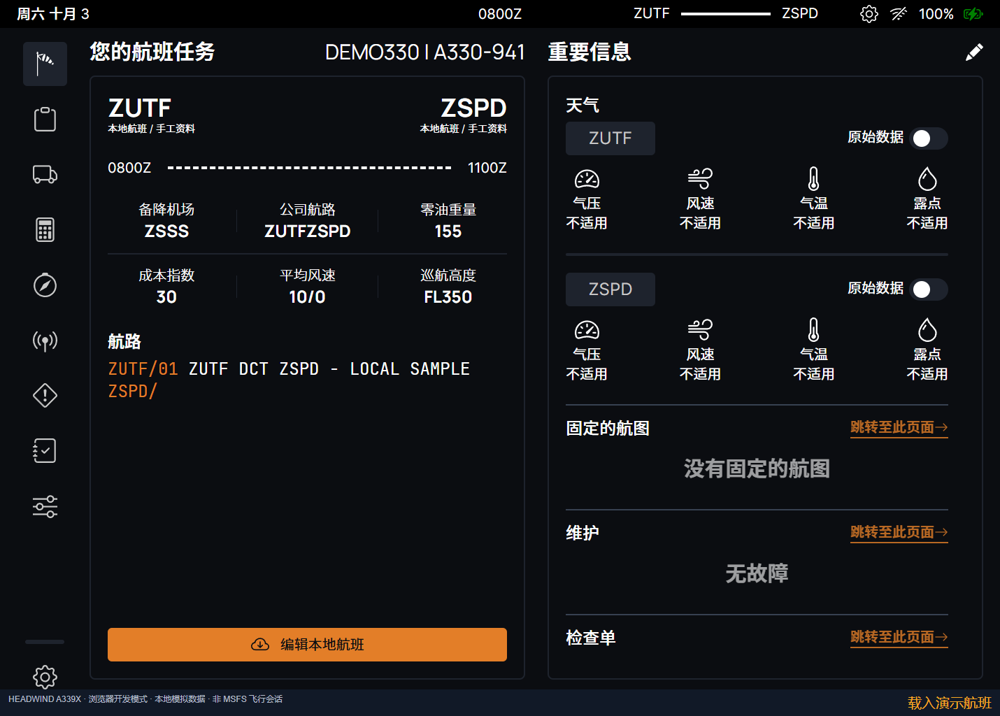 周六 十月 3
0800Z
ZUTF
ZSPD
100%
您的航班任务
DEMO330 | A330-941
ZUTF
ZSPD
本地航班 / 手工资料
本地航班 / 手工资料
0800Z
1100Z
备降机场
公司航路
零油重量
ZSSS
ZUTFZSPD
155
成本指数
平均风速
巡航高度
30
10/0
FL350
航路
ZUTF/01 ZUTF DCT ZSPD - LOCAL SAMPLE
ZSPD/
编辑本地航班
重要信息
天气
ZUTF
原始数据
气压
风速
气温
露点
不适用
不适用
不适用
不适用
ZSPD
原始数据
气压
风速
气温
露点
不适用
不适用
不适用
不适用
固定的航图
跳转至此页面→
没有固定的航图
维护
跳转至此页面→
无故障
检查单
跳转至此页面→
HEADWIND A339X · 浏览器开发模式 · 本地模拟数据 · 非 MSFS 飞行会话
载入演示航班